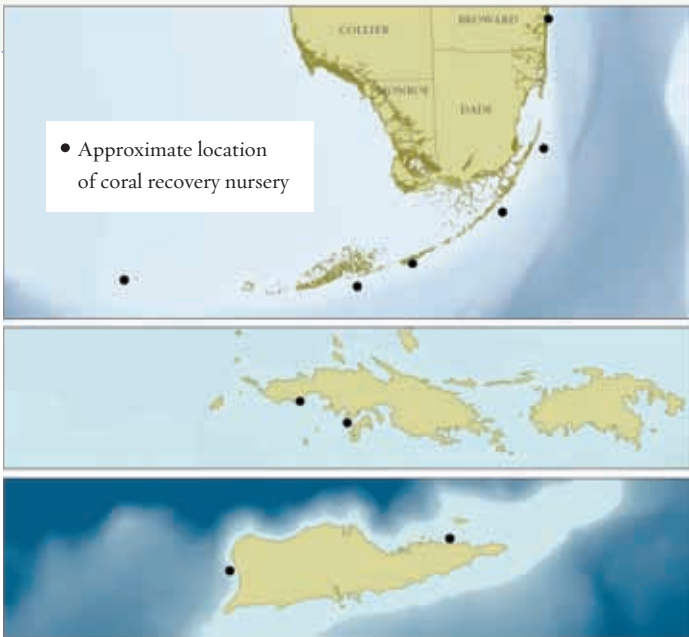 BROWARD
COLLIER
MONROE
DADE
● Approximate location
of coral recovery nursery